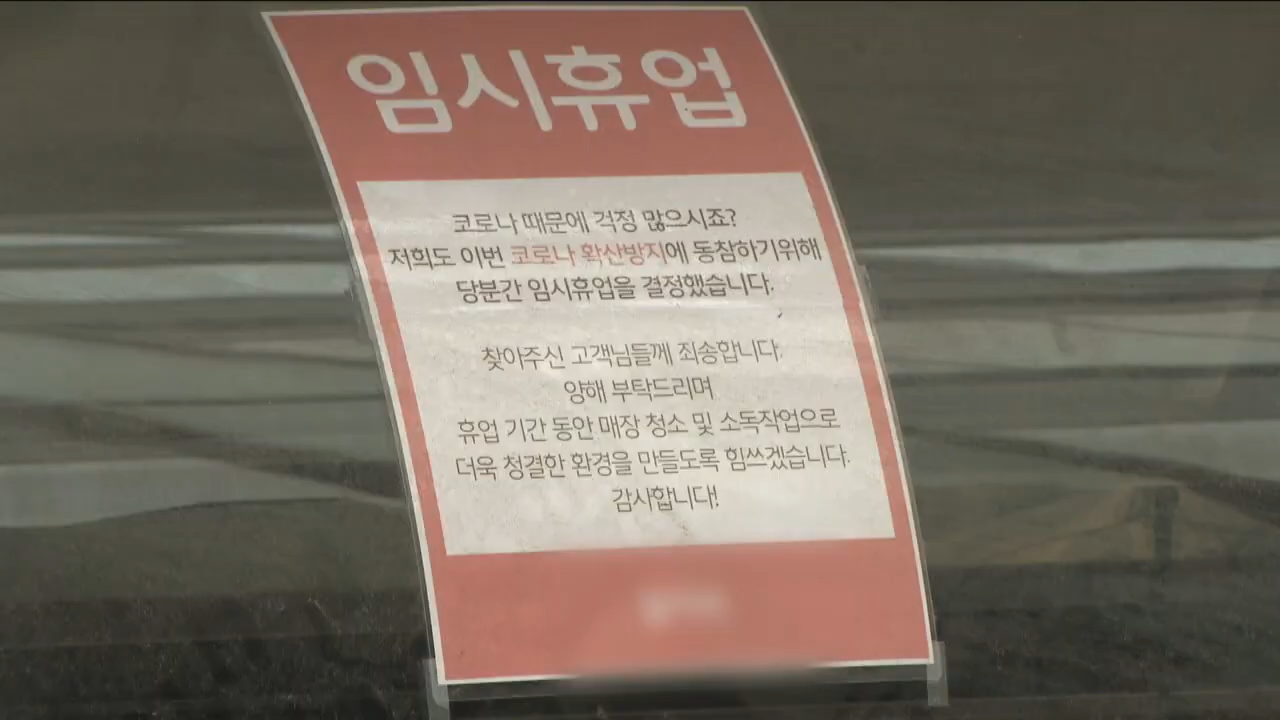 임시휴업
코로나 때문에 걱정 많으시죠?
저희도 이번 코로나 확산방지에 동참하기위해
당분간 임시휴업을 결정했습니다.
찾아주신 고객님들께 죄송합니다.
양해 부탁드리며
휴업 기간 동안 매장 청소 및 소독작업으로
더욱 청결한 환경을 만들도록 힘쓰겠습니다.
감사합니다!